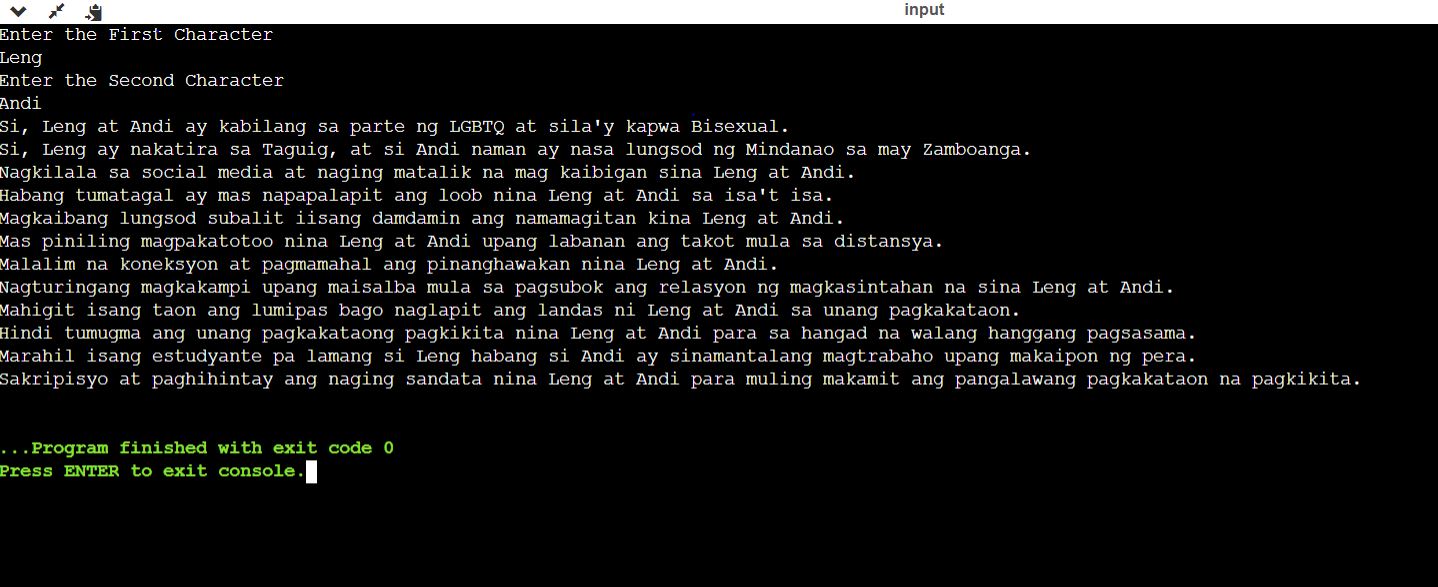 input
Enter the First Character
Leng
Enter the Second Character
Andi
Si, Leng at Andi ay kabilang sa parte ng LGBTQ at sila'y kapwa Bisexual.
Si, Leng ay nakatira sa Taguig, at si Andi naman ay nasa lungsod ng Mindanao sa may Zamboanga.
Nagkilala sa social media at naging matalik na mag kaibigan sina Leng at Andi.
Habang tumatagal ay mas napapalapit ang loob nina Leng at Andi sa isa't isa.
Magkaibang lungsod subalit iisang damdamin ang namamagitan kina Leng at Andi.
Mas piniling magpakatotoo nina Leng at Andi upang labanan ang takot mula sa distansya.
Malalim na koneksyon at pagmamahal ang pinanghawakan nina Leng at Andi.
Nagturingang magkakampi upang maisalba mula sa pagsubok ang relasyon ng magkasintahan na sina Leng at Andi.
Mahigit isang taon ang lumipas bago naglapit ang landas ni Leng at Andi sa unang pagkakataon.
Hindi tumugma ang unang pagkakataong pagkikita nina Leng at Andi para sa hangad na walang hanggang pagsasama.
Marahil isang estudyante pa lamang si Leng habang si Andi ay sinamantalang magtrabaho upang makaipon ng pera.
Sakripisyo at paghihintay ang naging sandata nina Leng at Andi para muling makamit ang pangalawang pagkakataon na pagkikita.
...Program finished with exit code 0
Press ENTER to exit console.